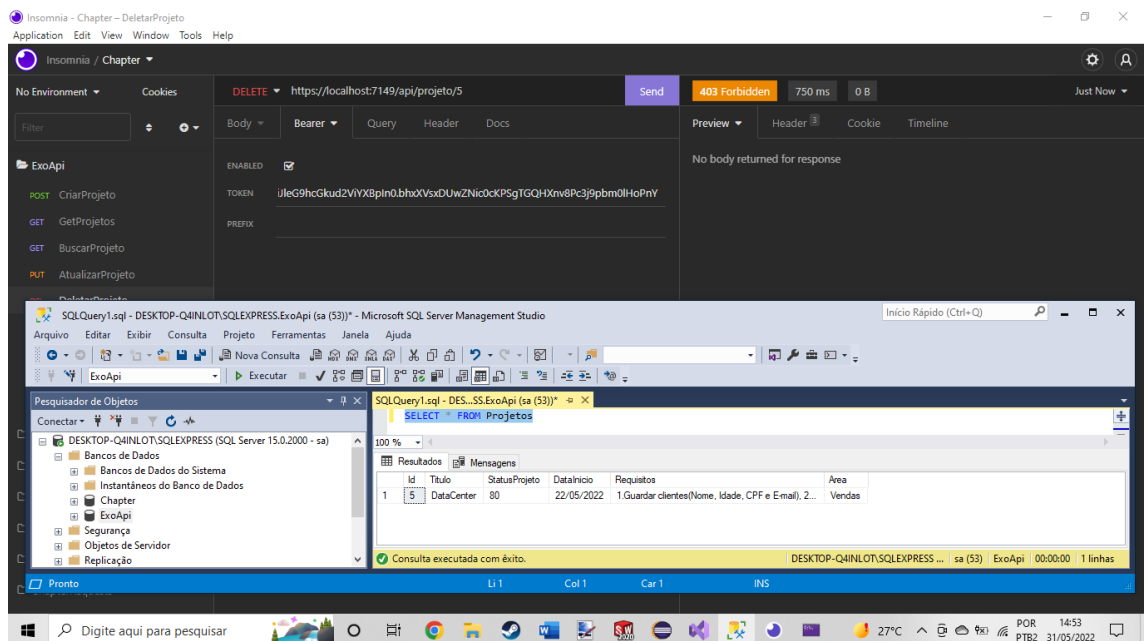 Insomnia - Chapter – DeletarProjeto
Application Edit View Window Tools Help
Insomnia / Chapter
No Environment Cookies
DELETE https://localhost:7149/api/projeto/5 Send
403 Forbidden 750 ms 0 B Just Now
Filter
Body Bearer Query Header Docs
Preview Header 3 Cookie Timeline
ExoApi
ENABLED
No body returned for response
POST CriarProjeto
TOKEN
PREFIX
GET GetProjetos
GET BuscarProjeto
PUT AtualizarProjeto
DeletarProjeto
SQLQuery1.sql - DESKTOP-Q4INLOT\SQLEXPRESS.ExoApi (sa (53))* - Microsoft SQL Server Management Studio
Início Rápido (Ctrl+Q)
Arquivo Editar Exibir Consulta Projeto Ferramentas Janela Ajuda
Nova Consulta
ExoApi Executar
Pesquisador de Objetos
SQLQuery1.sql - DES...SS.ExoApi (sa (53))*
Conectar
SELECT * FROM Projetos
DESKTOP-Q4INLOT\SQLEXPRESS (SQL Server 15.0.2000 - sa)
Bancos de Dados
Bancos de Dados do Sistema
Instantâneos do Banco de Dados
Chapter
ExoApi
Segurança
Objetos de Servidor
Replicação
100 %
Resultados Mensagens
Id Titulo StatusProjeto DataInicio Requisitos Area
1 5 DataCenter 80 22/05/2022 1.Guardar clientes(Nome, Idade, CPF e E-mail), 2... Vendas
Consulta executada com êxito. DESKTOP-Q4INLOT\SQLEXPRESS ... sa (53) ExoApi 00:00:00 1 linhas
Pronto Li 1 Col 1 Car 1 INS
Digite aqui para pesquisar
27°C
POR
PTB2
14:53
31/05/2022